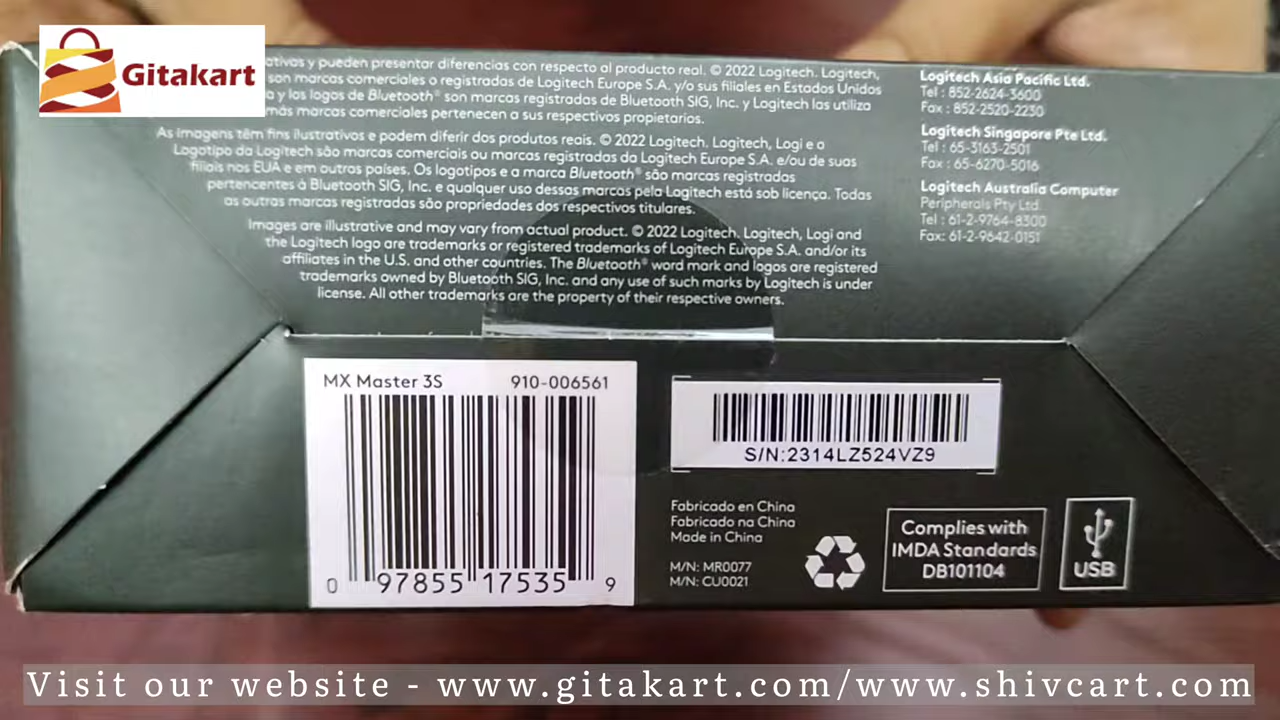 Gitakart
ativas y pueden presentar diferencias con respecto al producto real. © 2022 Logitech. Logitech,
son marcas comerciales o registradas de Logitech Europe S.A. y/o sus filiales en Estados Unidos
a y los logos de Bluetooth® son marcas registradas de Bluetooth SIG, Inc. y Logitech las utiliza
más marcas comerciales pertenecen a sus respectivos propietarios.
As imagens têm fins ilustrativos e podem diferir dos produtos reais. © 2022 Logitech. Logitech, Logi e a
Logotipo da Logitech são marcas comerciais ou marcas registradas da Logitech Europe S.A. e/ou de suas
filiais nos EUA e em outros países. Os logotipos e a marca Bluetooth® são marcas registradas
pertencentes à Bluetooth SIG, Inc. e qualquer uso dessas marcas pela Logitech está sob licença. Todas
as outras marcas registradas são propriedades dos respectivos titulares.
Images are illustrative and may vary from actual product. © 2022 Logitech. Logitech, Logi and
the Logitech logo are trademarks or registered trademarks of Logitech Europe S.A. and/or its
affiliates in the U.S. and other countries. The Bluetooth® word mark and logos are registered
trademarks owned by Bluetooth SIG, Inc. and any use of such marks by Logitech is under
license. All other trademarks are the property of their respective owners.
Logitech Asia Pacific Ltd.
Tel : 852-2624-3600
Fax : 852-2520-2230
Logitech Singapore Pte Ltd.
Tel : 65-3163-2501
Fax : 65-6270-5016
Logitech Australia Computer
Peripherals Pty Ltd.
Tel : 61-2-9764-8300
Fax: 61-2-9642-0151
MX Master 3S 910-006561
0 97855 17535 9
S/N:2314LZ524VZ9
Fabricado en China
Fabricado na China
Made in China
M/N: MR0077
M/N: CU0021
Complies with
IMDA Standards
DB101104
USB
Visit our website - www.gitakart.com/www.shivcart.com